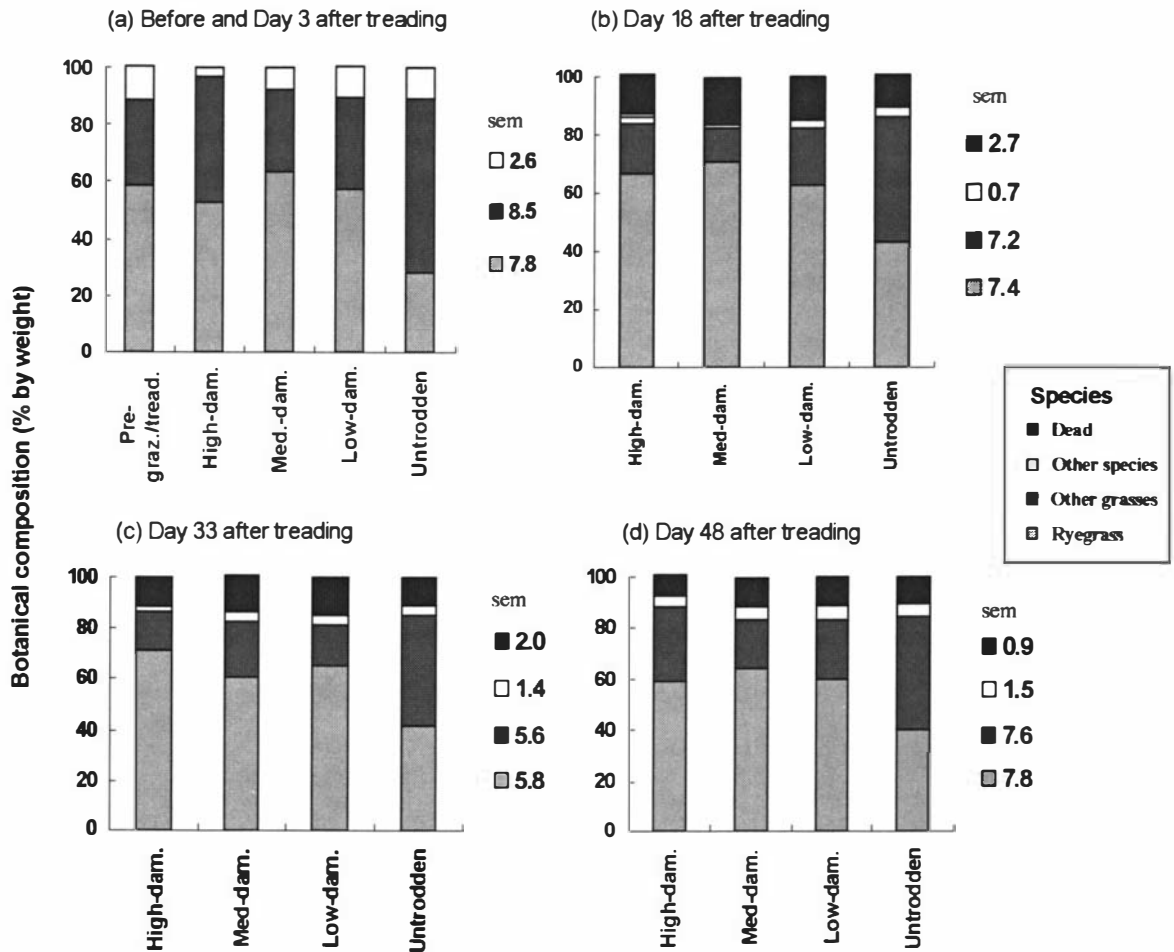 (a) Before and Day 3 after treading
100
80
60
40
20
0
Pre-
graz./tread.
High-dam.
Med.-dam.
Low-dam.
Untrodden
sem
2.6
8.5
7.8
(b) Day 18 after treading
100
80
60
40
20
0
High-dam.
Med-dam.
Low-dam.
Untrodden
sem
2.7
0.7
7.2
7.4
Botanical composition (% by weight)
Species
Dead
Other species
Other grasses
Ryegrass
(c) Day 33 after treading
100
80
60
40
20
0
High-dam.
Med-dam.
Low-dam.
Untrodden
sem
2.0
1.4
5.6
5.8
(d) Day 48 after treading
100
80
60
40
20
0
High-dam.
Med-dam.
Low-dam.
Untrodden
sem
0.9
1.5
7.6
7.8